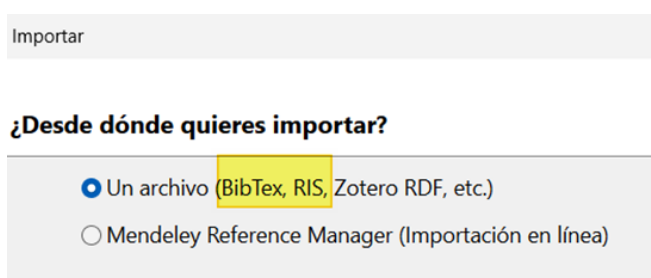 Importar
¿Desde dónde quieres importar?
Un archivo (BibTex, RIS, Zotero RDF, etc.)
Mendeley Reference Manager (Importación en línea)